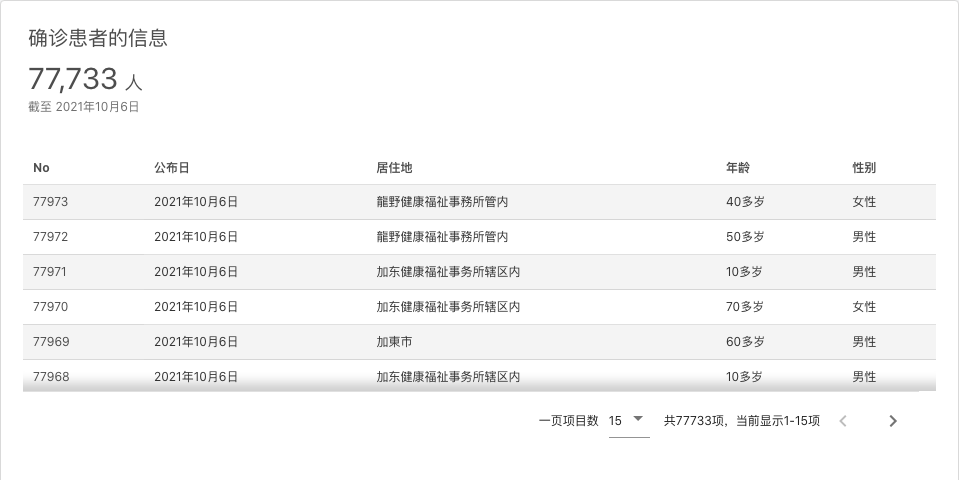 确诊患者的信息
77,733 人
截至 2021年10月6日
No 公布日 居住地 年龄 性别
77973 2021年10月6日 龍野健康福祉事務所管内 40多岁 女性
77972 2021年10月6日 龍野健康福祉事務所管内 50多岁 男性
77971 2021年10月6日 加东健康福祉事务所辖区内 10多岁 男性
77970 2021年10月6日 加东健康福祉事务所辖区内 70多岁 女性
77969 2021年10月6日 加東市 60多岁 男性
77968 2021年10月6日 加东健康福祉事务所辖区内 10多岁 男性
一页项目数 15 共77733项，当前显示1-15项